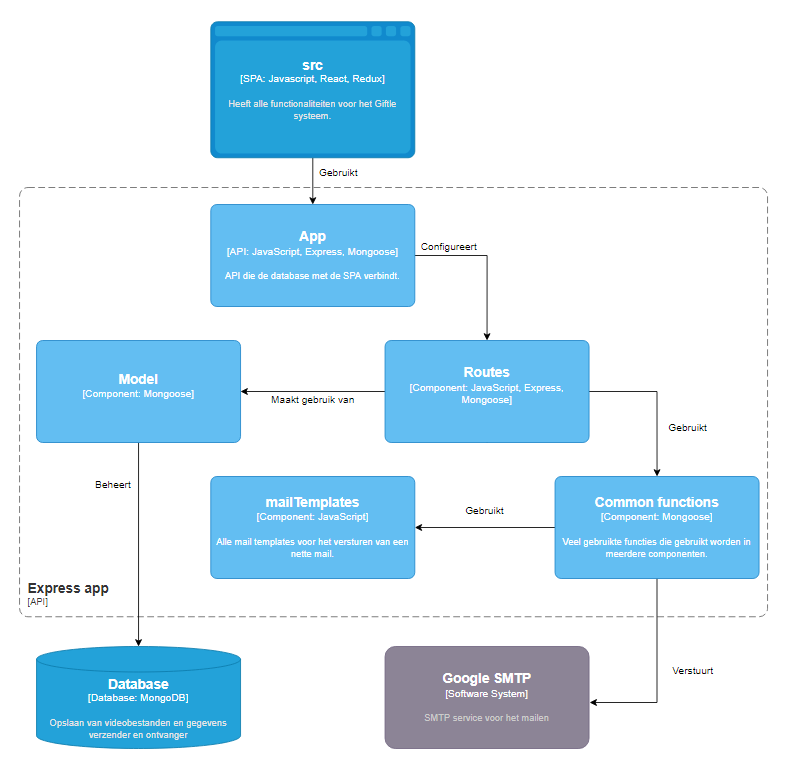 src
[SPA: Javascript, React, Redux]
Heeft alle functionaliteiten voor het Giftle
systeem.
Gebruikt
App
[API: JavaScript, Express, Mongoose]
API die de database met de SPA verbindt.
Configureert
Model
[Component: Mongoose]
Maakt gebruik van
Routes
[Component: JavaScript, Express,
Mongoose]
Gebruikt
Beheert
mailTemplates
[Component: JavaScript]
Alle mail templates voor het versturen van een
nette mail.
Gebruikt
Common functions
[Component: Mongoose]
Veel gebruikte functies die gebruikt worden in
meerdere componenten.
Express app
[API]
Database
[Database: MongoDB]
Opslaan van videobestanden en gegevens
verzender en ontvanger
Google SMTP
[Software System]
SMTP service voor het mailen
Verstuurt